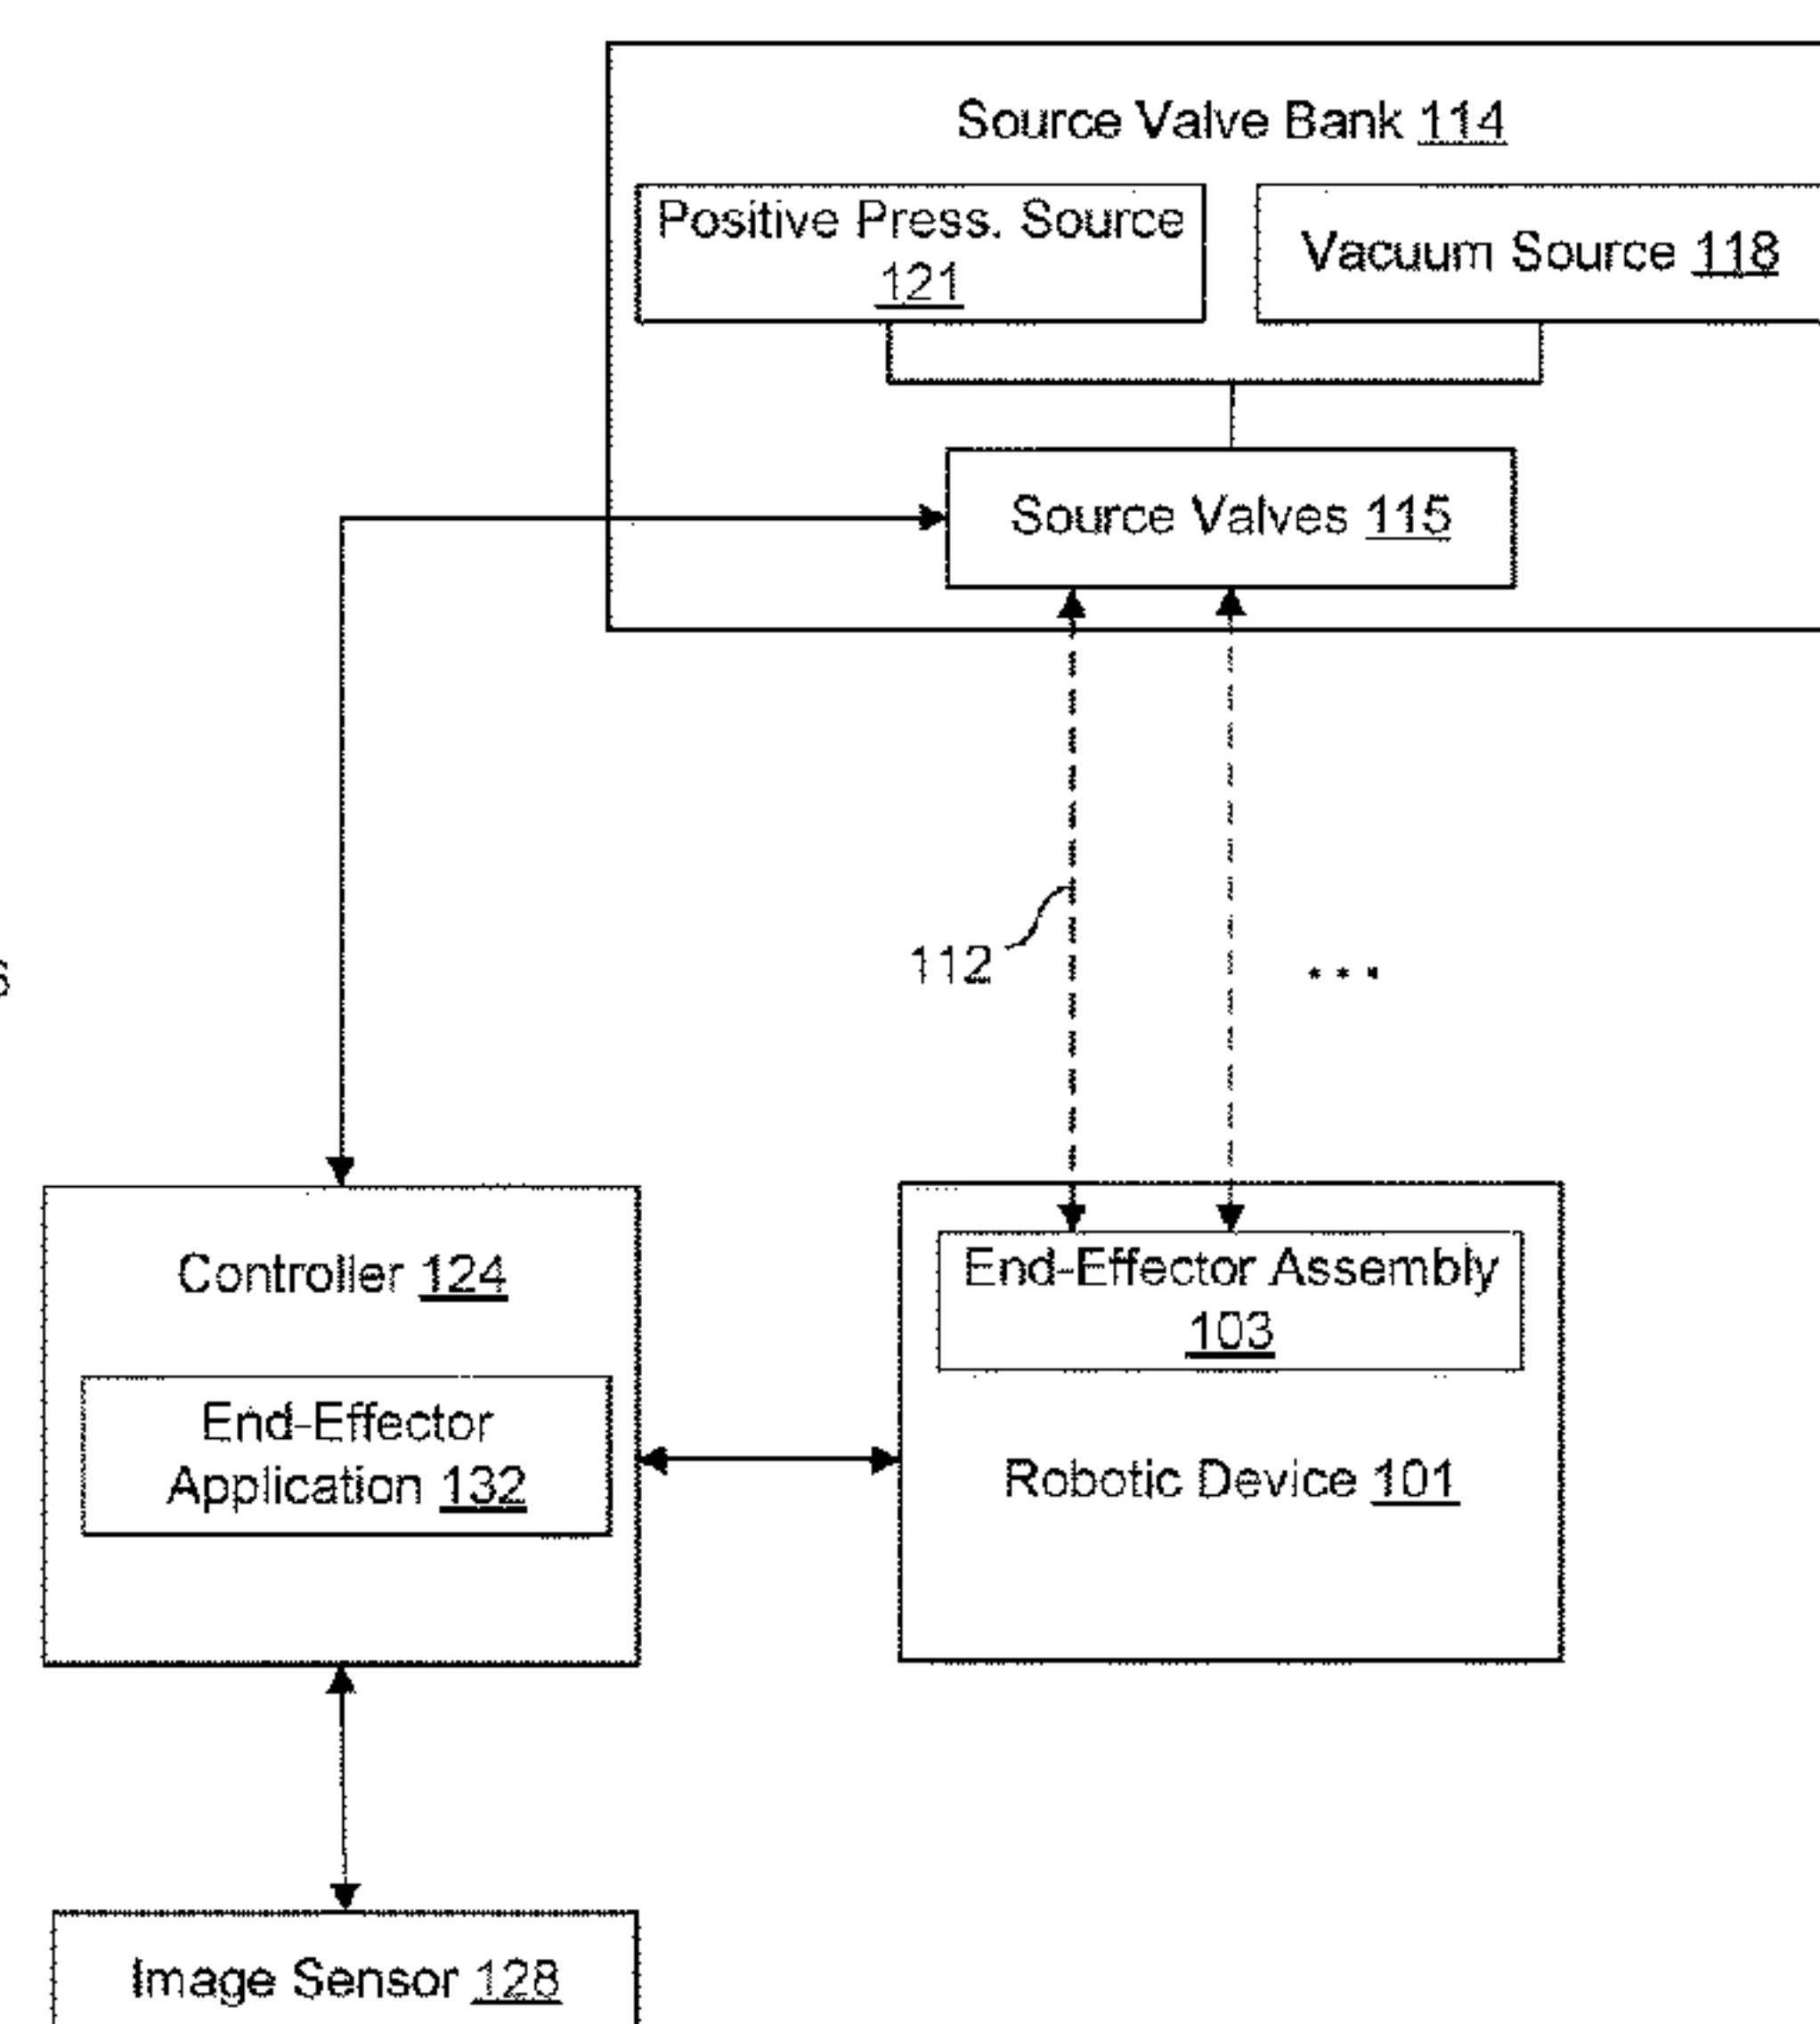 Source Valve Bank 114
Positive Press. Source
121
Vacuum Source 118
Source Valves 115
112
...
Controller 124
End-Effector
Application 132
End-Effector Assembly
103
Robotic Device 101
Image Sensor 128